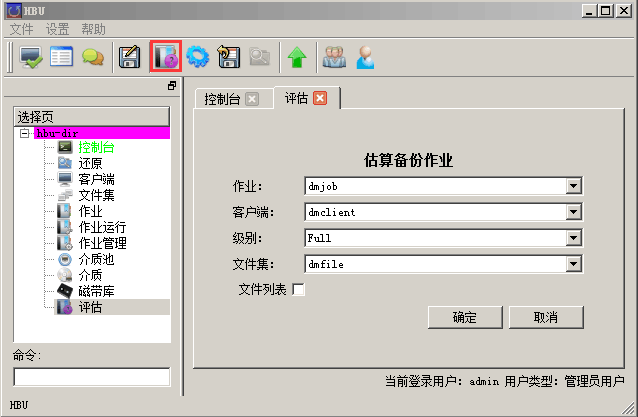 HBU
文件 设置 帮助
选择页
hbu-dir
控制台
还原
客户端
文件集
作业
作业运行
作业管理
介质池
介质
磁带库
评估
命令:
控制台 评估
估算备份作业
作业: dmjob
客户端: dmclient
级别: Full
文件集: dmfile
文件列表
确定 取消
当前登录用户: admin 用户类型: 管理员用户
HBU